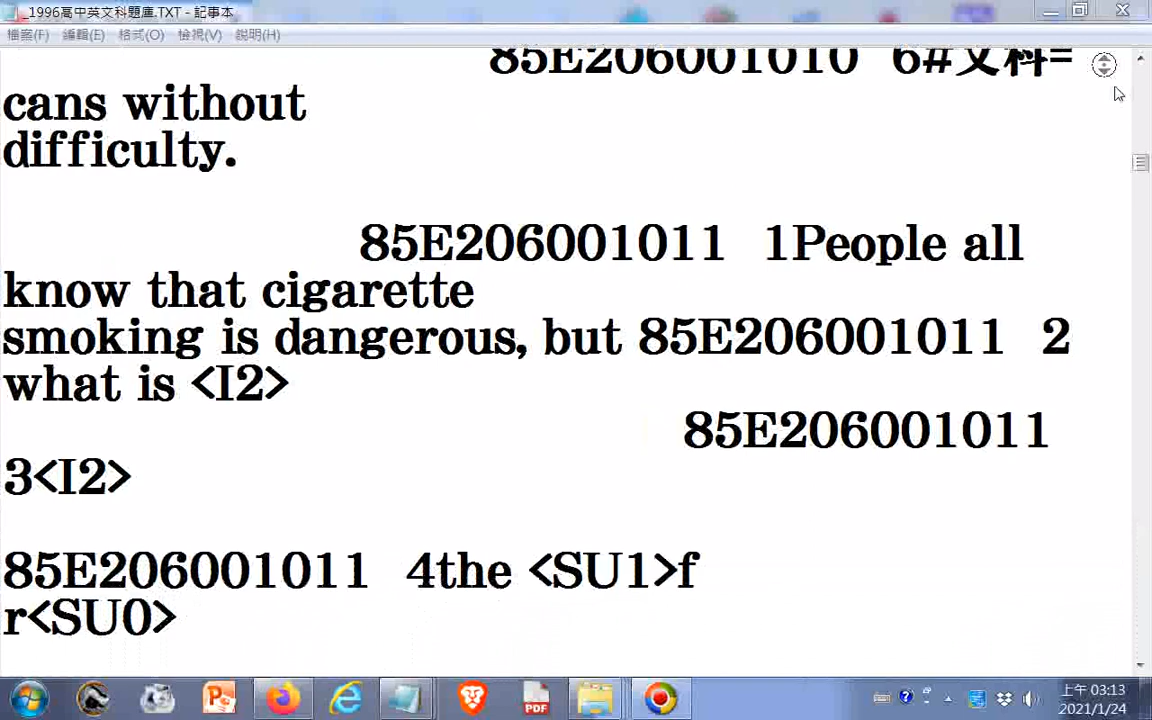 _1996高中英文科題庫.TXT - 記事本
檔案(F) 編輯(E) 格式(O) 檢視(V) 說明(H)
85E206001010 6#文科=
cans without
difficulty.
85E206001011 1People all
know that cigarette
smoking is dangerous, but 85E206001011 2
what is <I2>
85E206001011
3<I2>
85E206001011 4the <SU1>f
r<SU0>
PDF
上午 03:13
2021/1/24